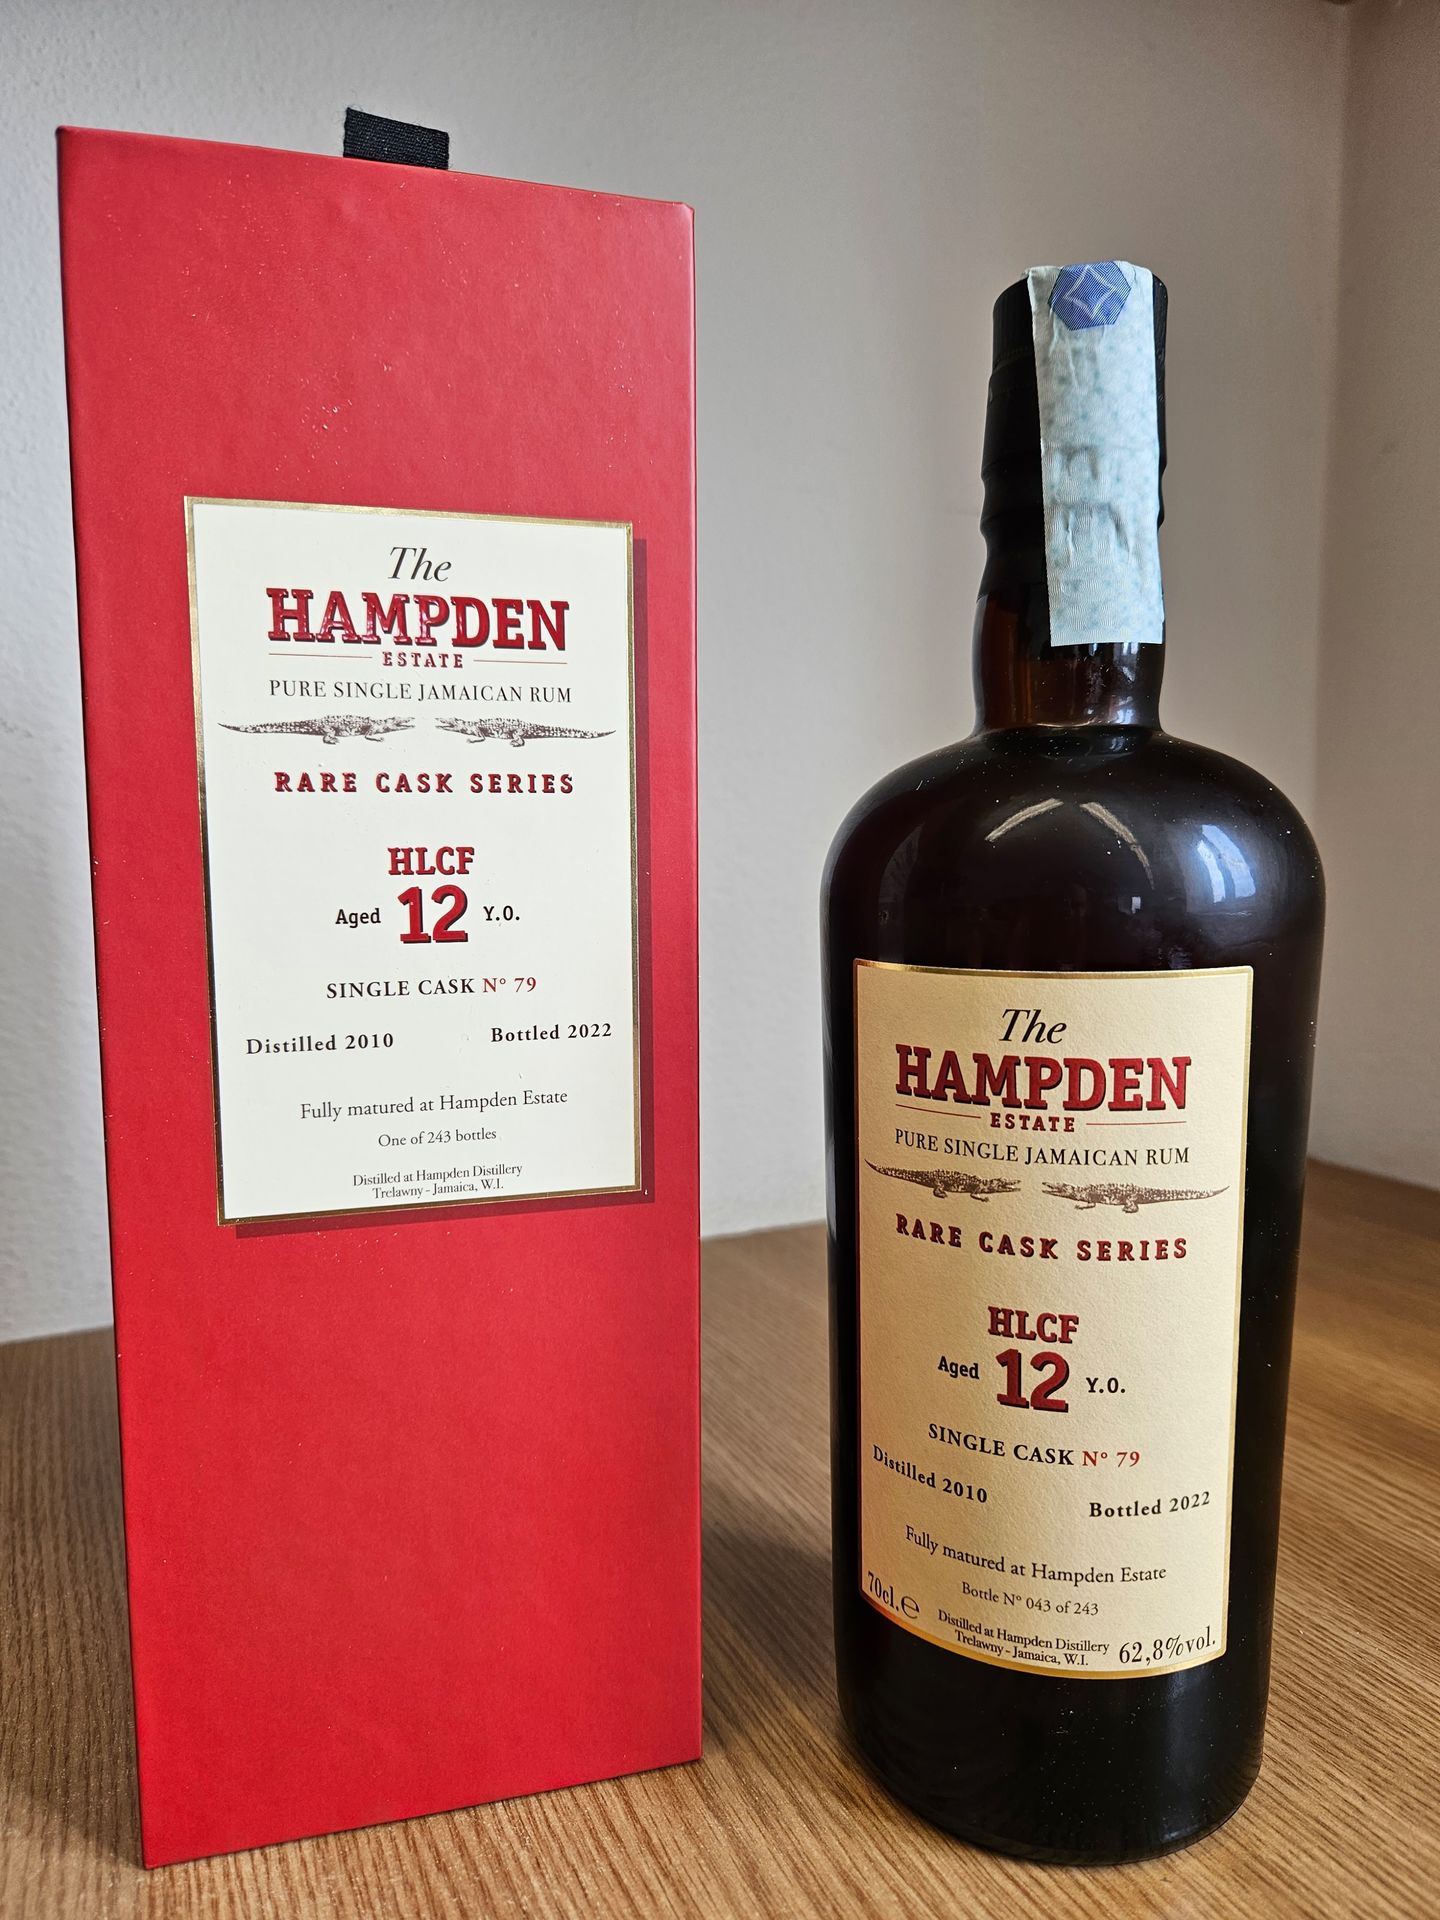 The
HAMPDEN
ESTATE
PURE SINGLE JAMAICAN RUM
RARE CASK SERIES
HLCF
Aged 12 Y.O.
SINGLE CASK N° 79
Distilled 2010 Bottled 2022
Fully matured at Hampden Estate
One of 243 bottles
Distilled at Hampden Distillery
Trelawny - Jamaica, W.I.
The
HAMPDEN
ESTATE
PURE SINGLE JAMAICAN RUM
RARE CASK SERIES
HLCF
Aged 12 Y.O.
SINGLE CASK N° 79
Distilled 2010 Bottled 2022
Fully matured at Hampden Estate
Bottle N° 043 of 243
70cl. ℮ Distilled at Hampden Distillery 62,8%vol.
Trelawny - Jamaica, W.I.